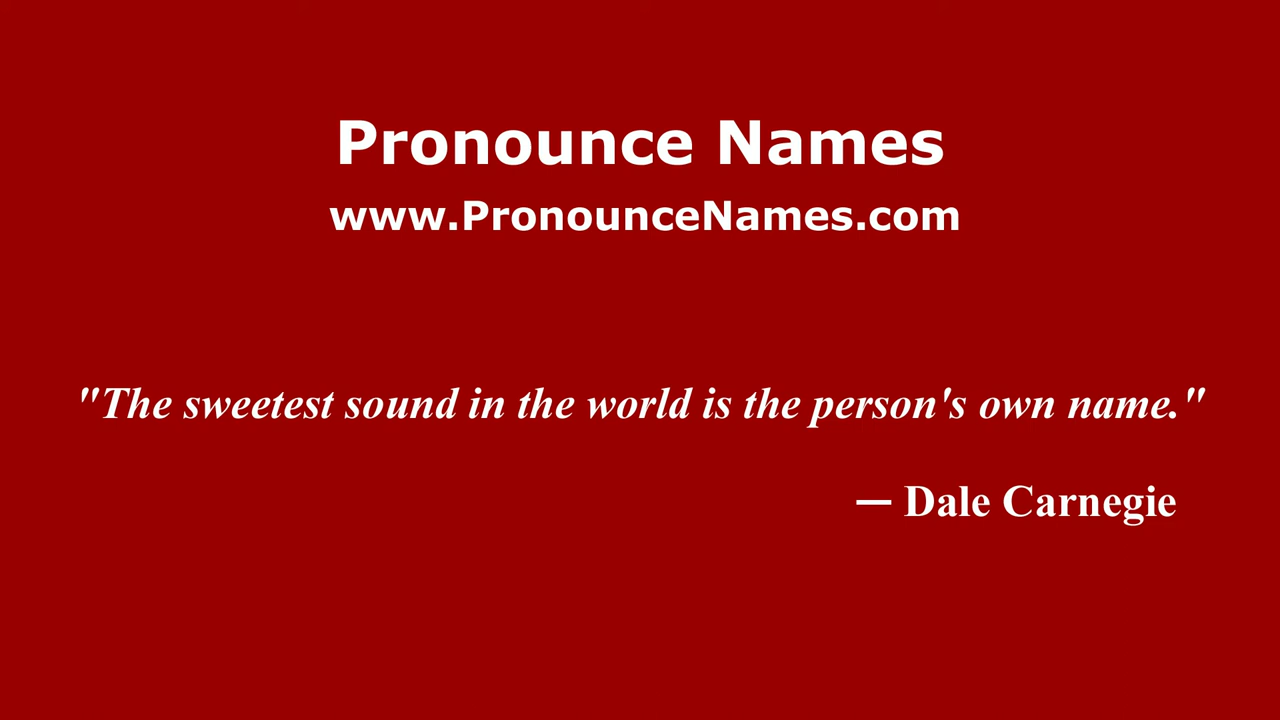 Pronounce Names
www.PronounceNames.com
"The sweetest sound in the world is the person's own name."
— Dale Carnegie